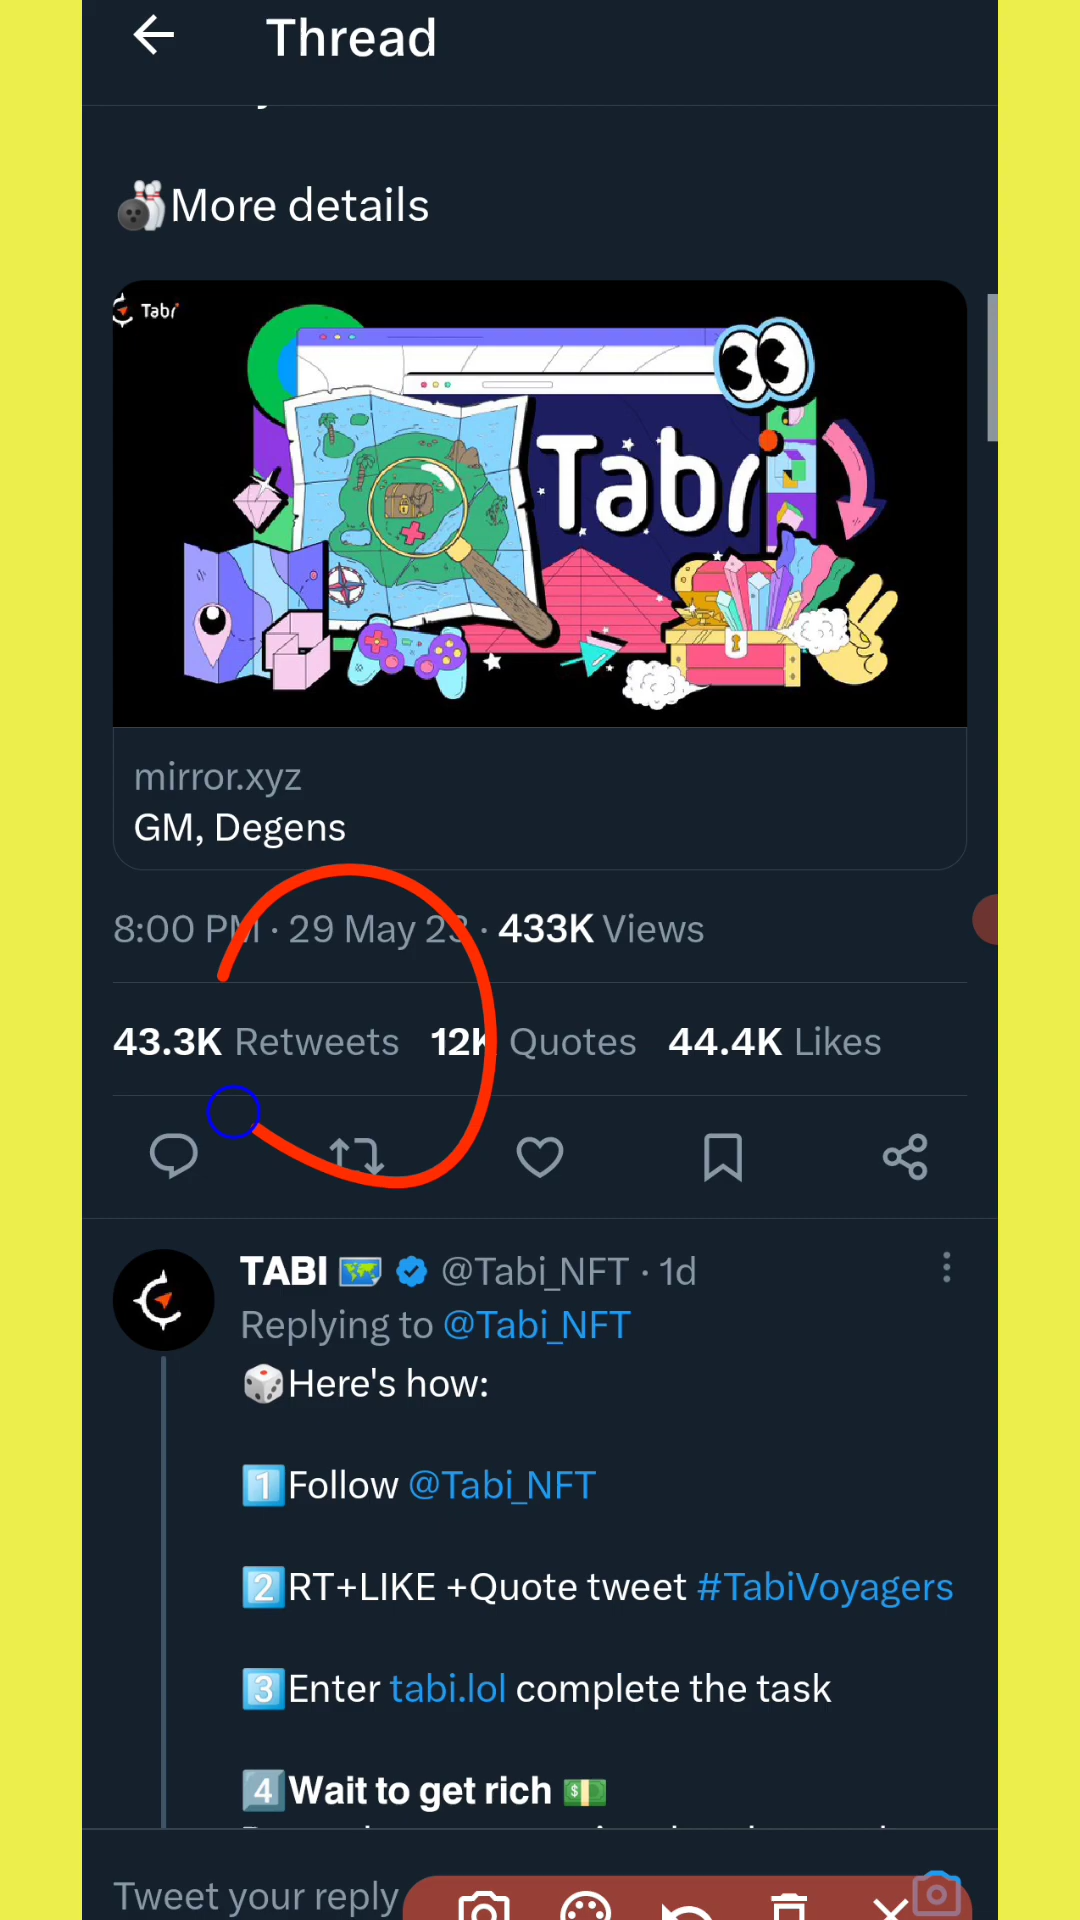 Thread
More details
Tabi
Tabi
mirror.xyz
GM, Degens
8:00 PM · 29 May 23 · 433K Views
43.3K Retweets 12K Quotes 44.4K Likes
TABI @Tabi_NFT · 1d
Replying to @Tabi_NFT
🎲Here's how:
1️⃣Follow @Tabi_NFT
2️⃣RT+LIKE +Quote tweet #TabiVoyagers
3️⃣Enter tabi.lol complete the task
4️⃣Wait to get rich 💵
Tweet your reply